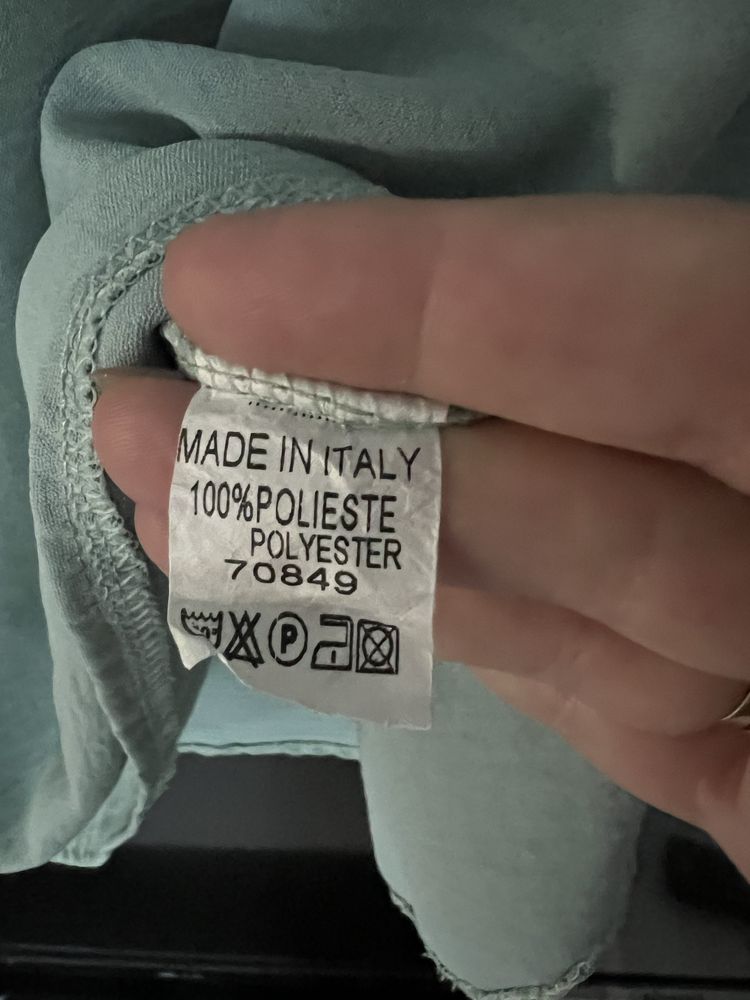 MADE IN ITALY
100%POLIESTE
POLYESTER
70849
P